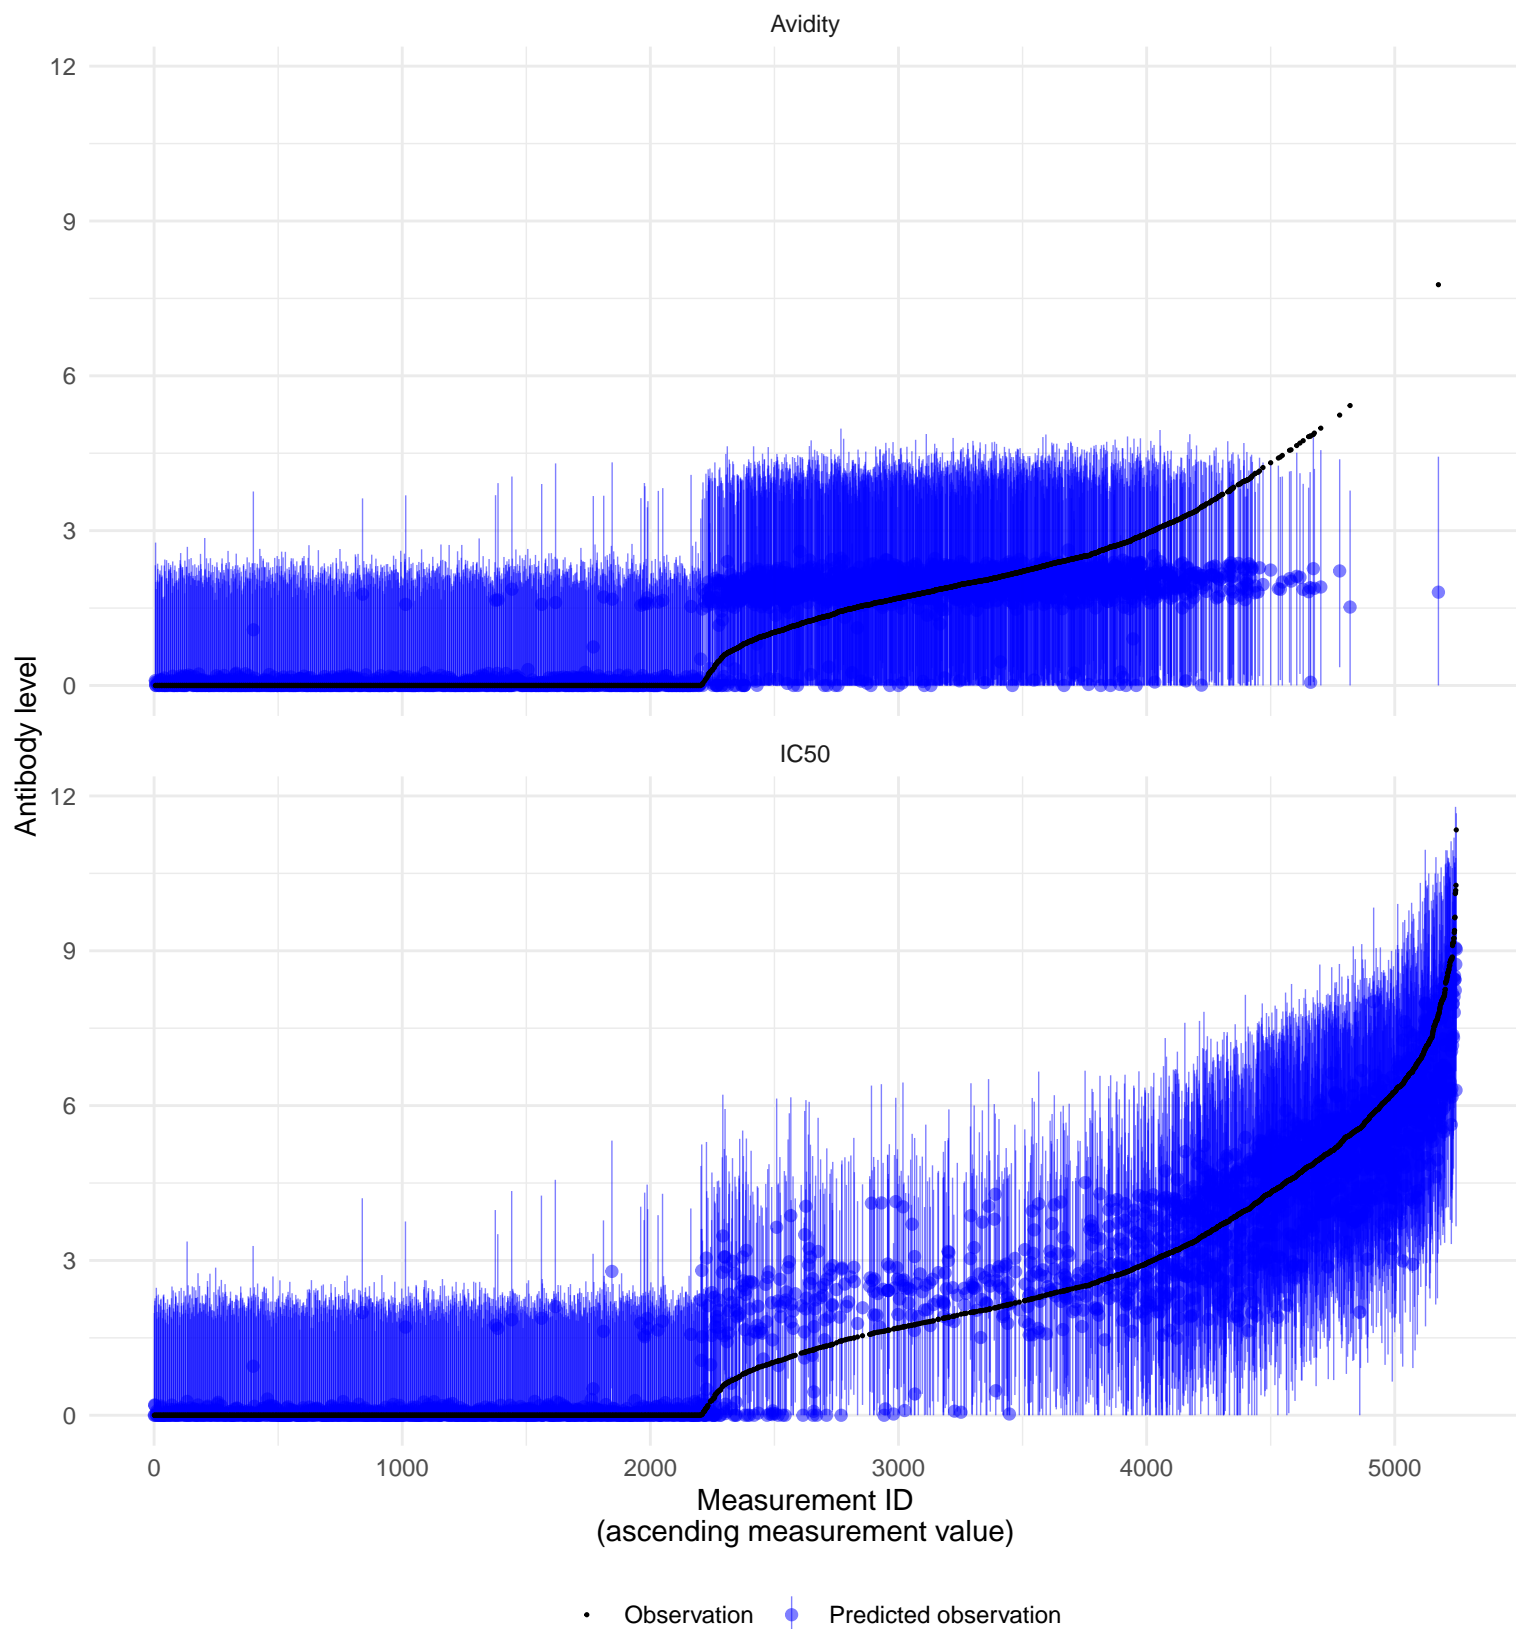 Avidity
12
9
6
3
0
IC50
12
9
6
3
0
Antibody level
0 1000 2000 3000 4000 5000
Measurement ID
(ascending measurement value)
Observation Predicted observation